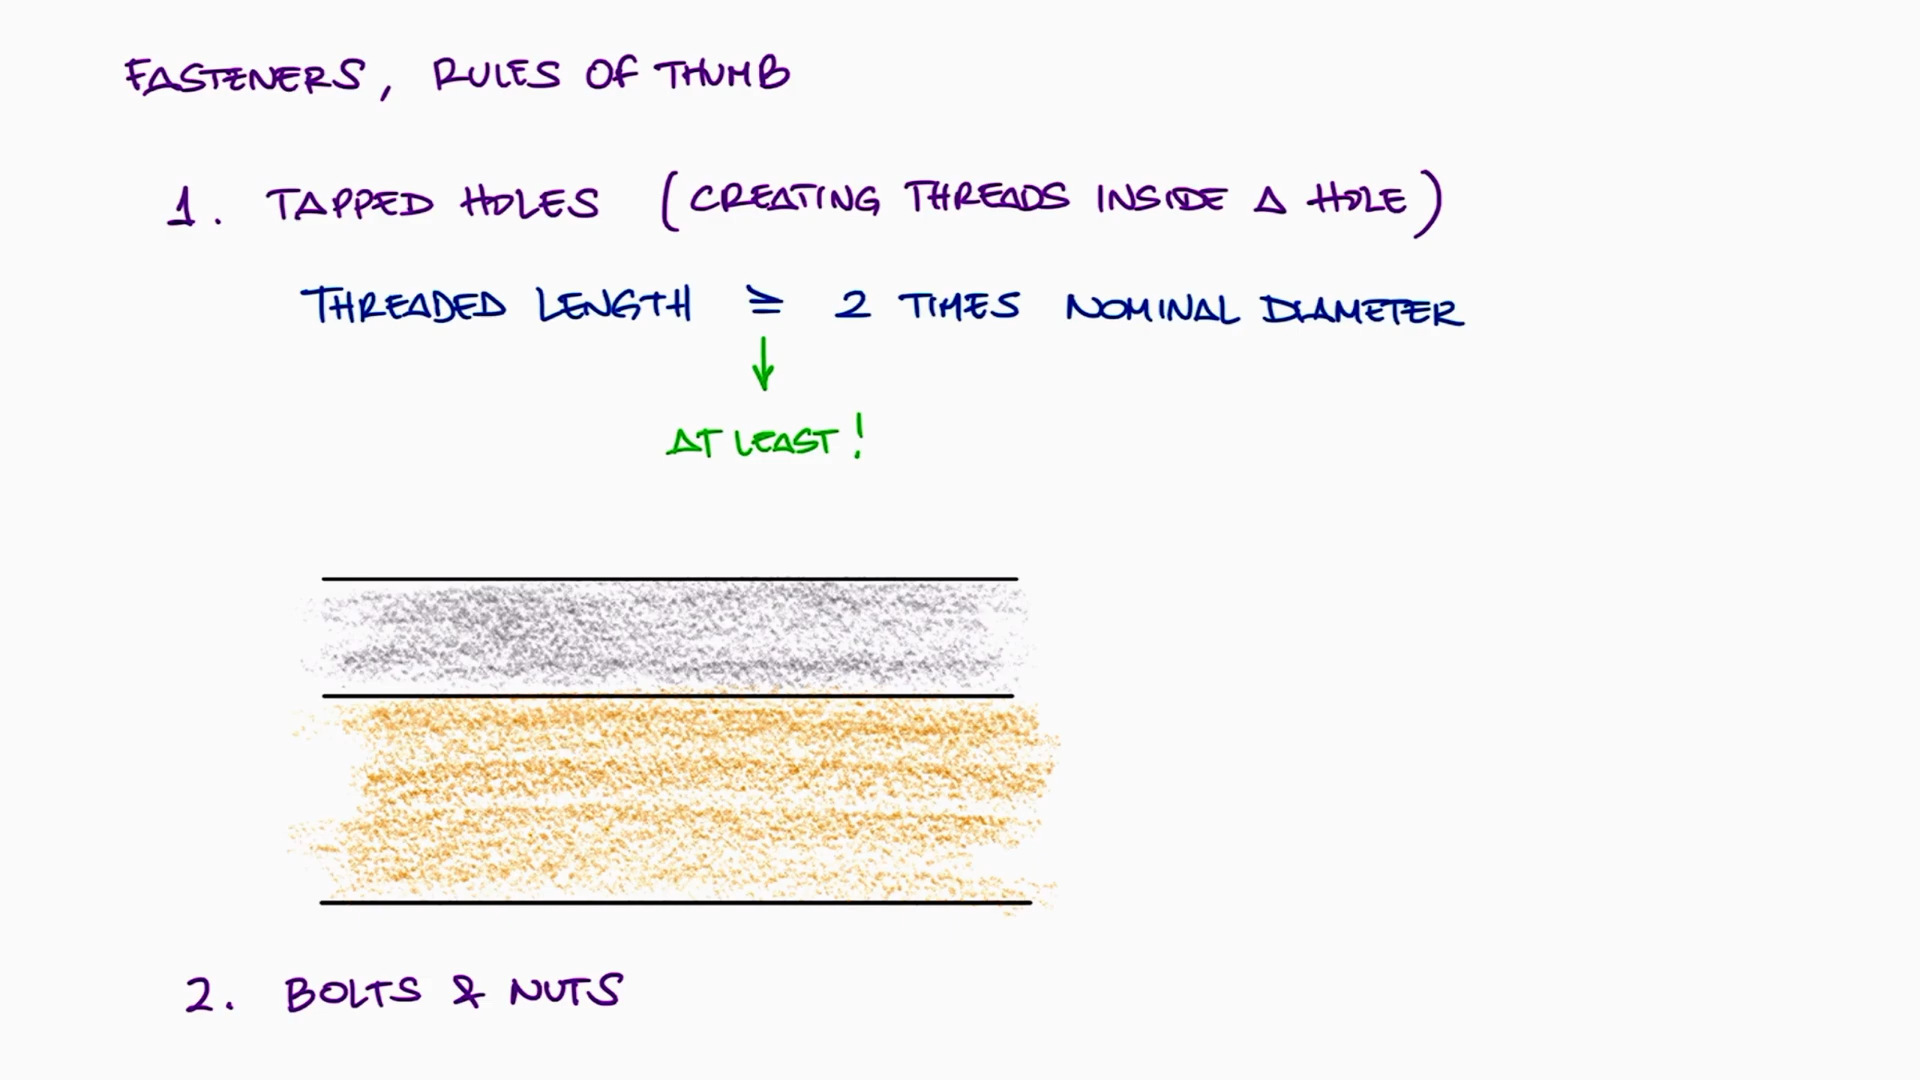 FASTENERS, RULES OF THUMB
1. TAPPED HOLES (CREATING THREADS INSIDE A HOLE)
THREADED LENGTH ≥ 2 TIMES NOMINAL DIAMETER
↓
AT LEAST!
2. BOLTS & NUTS